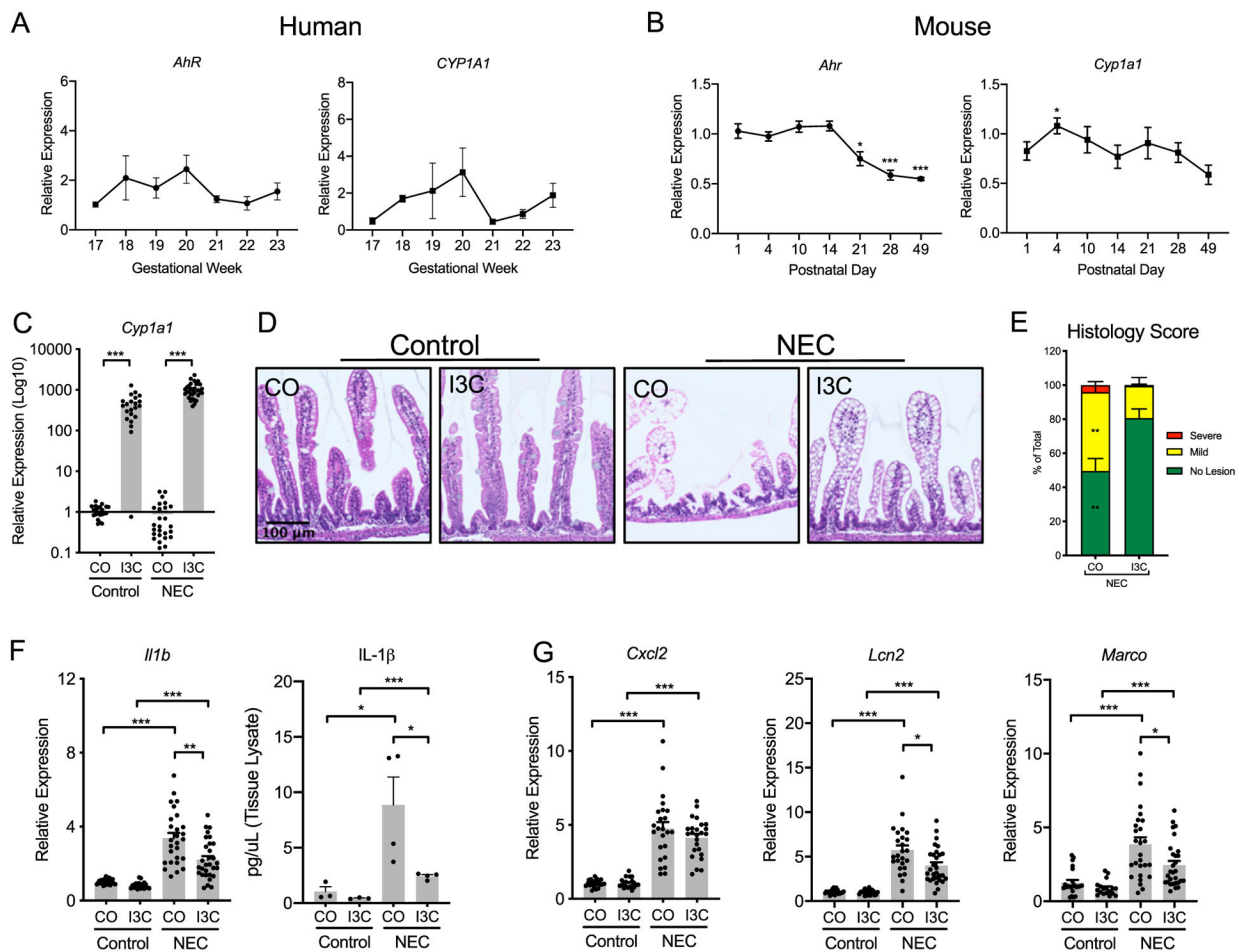 A
Human
AhR
Relative Expression
6
4
2
0
17 18 19 20 21 22 23
Gestational Week
CYP1A1
Relative Expression
8
6
4
2
0
17 18 19 20 21 22 23
Gestational Week
B
Mouse
Ahr
Relative Expression
1.5
1.0
0.5
0.0
* *** ***
1 4 10 14 21 28 49
Postnatal Day
Cyp1a1
Relative Expression
1.5
1.0
0.5
0.0
*
1 4 10 14 21 28 49
Postnatal Day
C
Cyp1a1
Relative Expression (Log10)
10000
1000
100
10
1
0.1
*** ***
CO I3C CO I3C
Control NEC
D
Control
NEC
CO
I3C
CO
I3C
100 μm
E
Histology Score
% of Total
120
100
80
60
40
20
0
**
**
CO I3C
NEC
Severe
Mild
No Lesion
F
Il1b
Relative Expression
12
8
4
0
***
***
**
CO I3C CO I3C
Control NEC
IL-1β
pg/uL (Tissue Lysate)
20
15
10
5
0
***
*
*
CO I3C CO I3C
Control NEC
G
Cxcl2
Relative Expression
15
10
5
0
***
***
CO I3C CO I3C
Control NEC
Lcn2
Relative Expression
25
20
15
10
5
0
***
***
*
CO I3C CO I3C
Control NEC
Marco
Relative Expression
15
10
5
0
***
***
*
CO I3C CO I3C
Control NEC